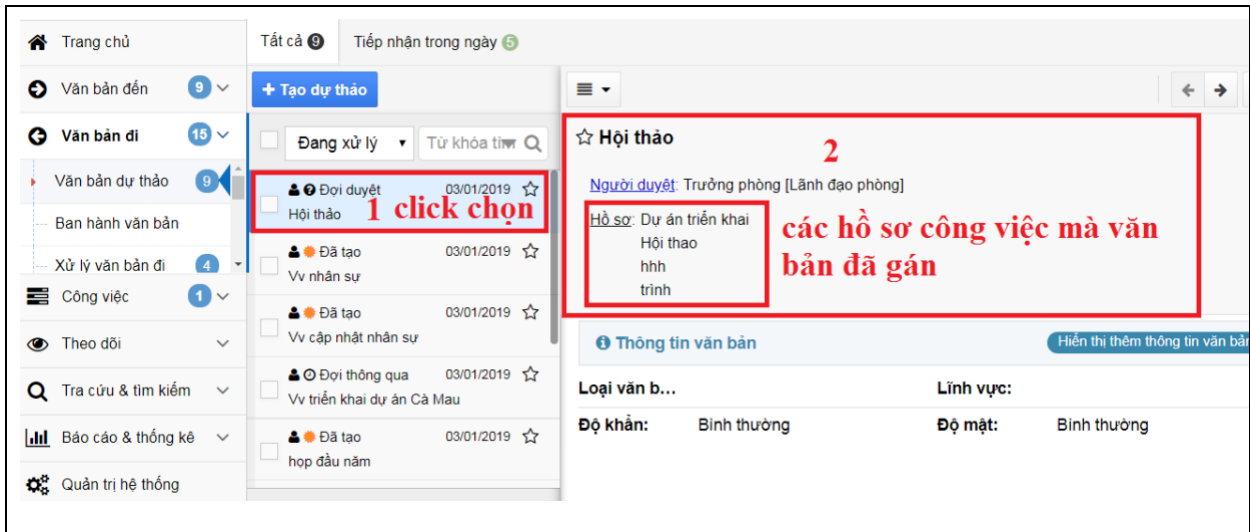 Trang chủ
Văn bản đến 9
Văn bản đi 15
Văn bản dự thảo 9
Ban hành văn bản
Xử lý văn bản đi 4
Công việc 1
Theo dõi
Tra cứu & tìm kiếm
Báo cáo & thống kê
Quản trị hệ thống
Tất cả 9 Tiếp nhận trong ngày 5
+ Tạo dự thảo
Đang xử lý Từ khóa tìm
Đợi duyệt 03/01/2019
Hội thảo
1 click chọn
Đã tạo 03/01/2019
Vv nhân sự
Đã tạo 03/01/2019
Vv cập nhật nhân sự
Đợi thông qua 03/01/2019
Vv triển khai dự án Cà Mau
Đã tạo 03/01/2019
họp đầu năm
Hội thảo
2
Người duyệt: Trưởng phòng [Lãnh đạo phòng]
Hồ sơ: Dự án triển khai
Hội thao
hhh
trình
các hồ sơ công việc mà văn
bản đã gán
Thông tin văn bản Hiển thị thêm thông tin văn bản
Loại văn b... Lĩnh vực:
Độ khẩn: Bình thường Độ mật: Bình thường